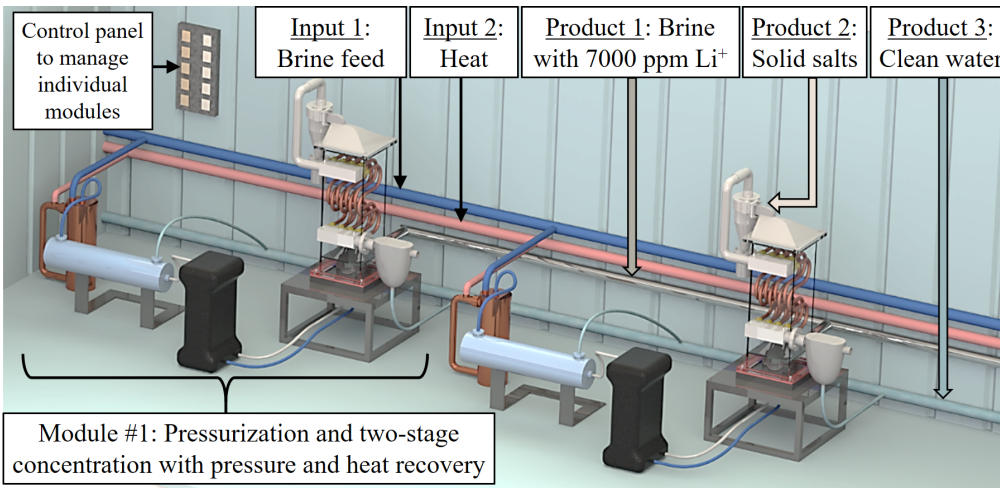 Control panel
to manage
individual
modules
Input 1:
Brine feed
Input 2:
Heat
Product 1: Brine
with 7000 ppm Li⁺
Product 2:
Solid salts
Product 3:
Clean water
Module #1: Pressurization and two-stage
concentration with pressure and heat recovery